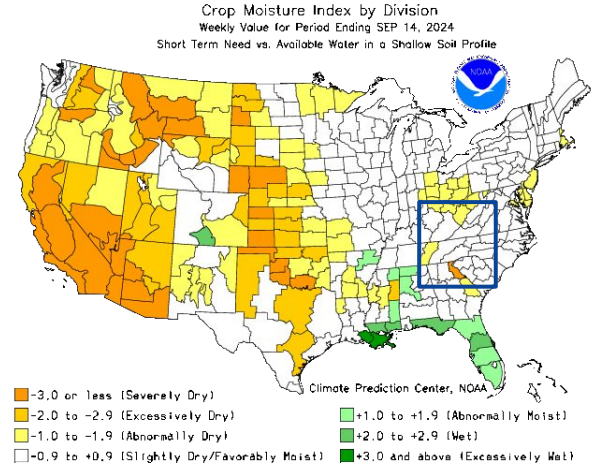 Crop Moisture Index by Division
Weekly Value for Period Ending SEP 14, 2024
Short Term Need vs. Available Water in a Shallow Soil Profile
NOAA
Climate Prediction Center, NOAA
-3.0 or less (Severely Dry)
-2.0 to -2.9 (Excessively Dry)
-1.0 to -1.9 (Abnormally Dry)
-0.9 to +0.9 (Slightly Dry/Favorably Moist)
+1.0 to +1.9 (Abnormally Moist)
+2.0 to +2.9 (Wet)
+3.0 and above (Excessively Wet)